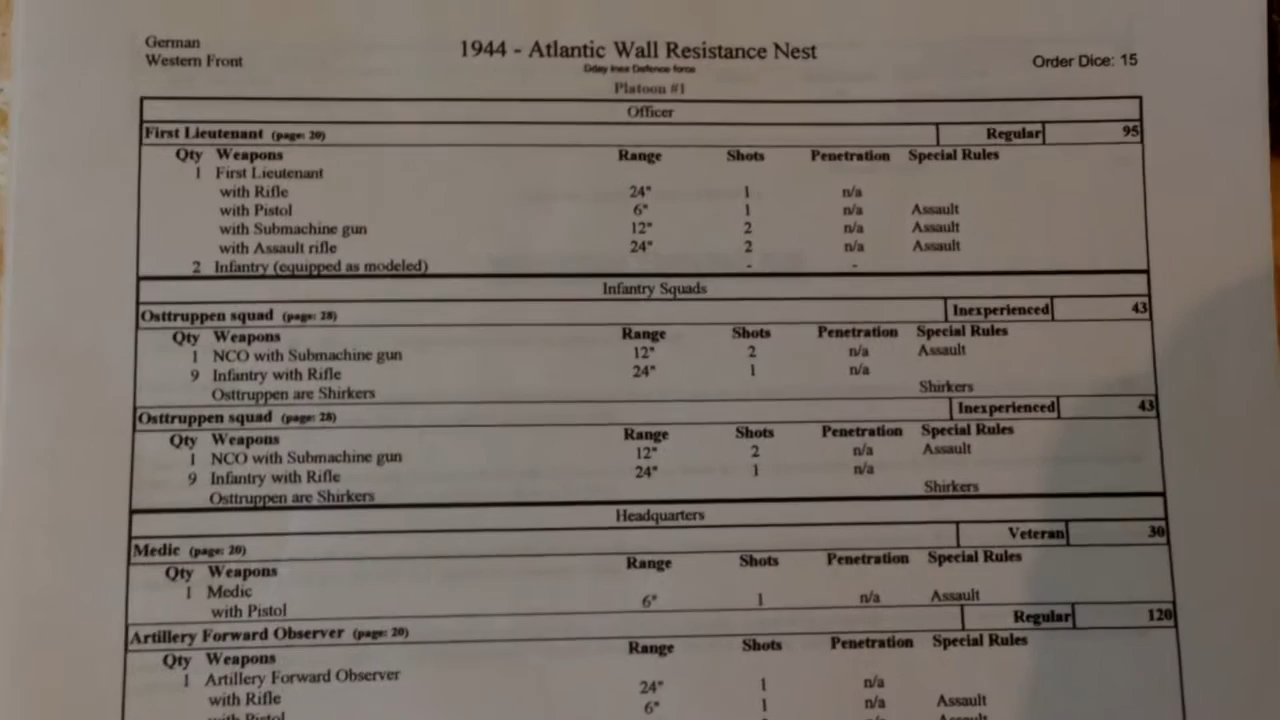 German
Western Front
1944 - Atlantic Wall Resistance Nest
Dday inex Defence force
Order Dice: 15
Platoon #1
Officer
First Lieutenant (page: 20) Regular 95
Qty Weapons Range Shots Penetration Special Rules
1 First Lieutenant
with Rifle 24" 1 n/a
with Pistol 6" 1 n/a Assault
with Submachine gun 12" 2 n/a Assault
with Assault rifle 24" 2 n/a Assault
2 Infantry (equipped as modeled) - -
Infantry Squads
Osttruppen squad (page: 28) Inexperienced 43
Qty Weapons Range Shots Penetration Special Rules
1 NCO with Submachine gun 12" 2 n/a Assault
9 Infantry with Rifle 24" 1 n/a
Osttruppen are Shirkers Shirkers
Osttruppen squad (page: 28) Inexperienced 43
Qty Weapons Range Shots Penetration Special Rules
1 NCO with Submachine gun 12" 2 n/a Assault
9 Infantry with Rifle 24" 1 n/a
Osttruppen are Shirkers Shirkers
Headquarters
Medic (page: 20) Veteran 30
Qty Weapons Range Shots Penetration Special Rules
1 Medic
with Pistol 6" 1 n/a Assault
Artillery Forward Observer (page: 20) Regular 120
Qty Weapons Range Shots Penetration Special Rules
1 Artillery Forward Observer
with Rifle 24" 1 n/a
with Pistol 6" 1 n/a Assault